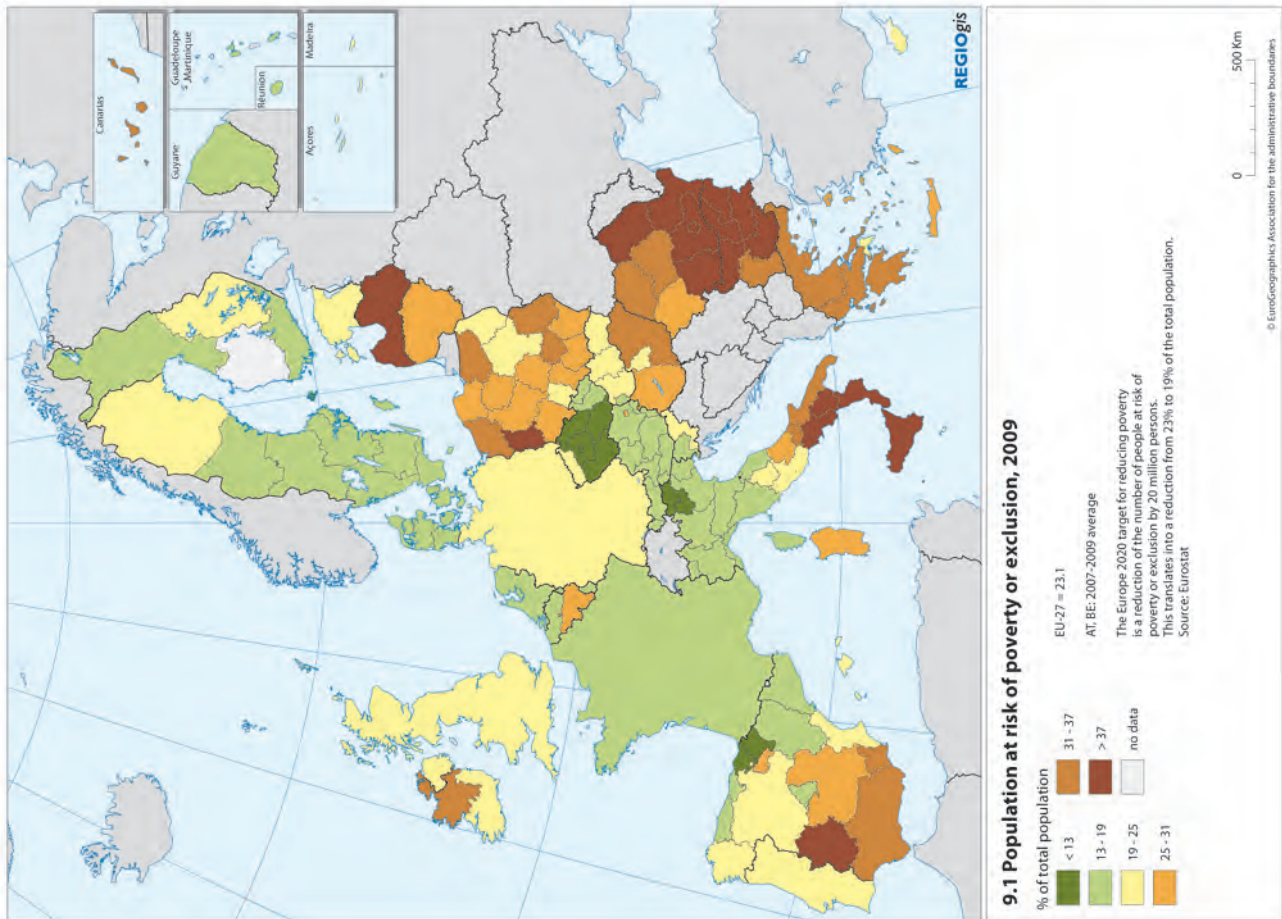 Canarias
Guyane
Guadeloupe
Martinique
Réunion
Açores
Madeira
REGIOgis
9.1 Population at risk of poverty or exclusion, 2009
% of total population
< 13
13 - 19
19 - 25
25 - 31
31 - 37
> 37
no data
EU-27 = 23.1
AT, BE: 2007-2009 average
The Europe 2020 target for reducing poverty
is a reduction of the number of people at risk of
poverty or exclusion by 20 million persons.
This translates into a reduction from 23% to 19% of the total population.
Source: Eurostat
0 500 Km
© EuroGeographics Association for the administrative boundaries